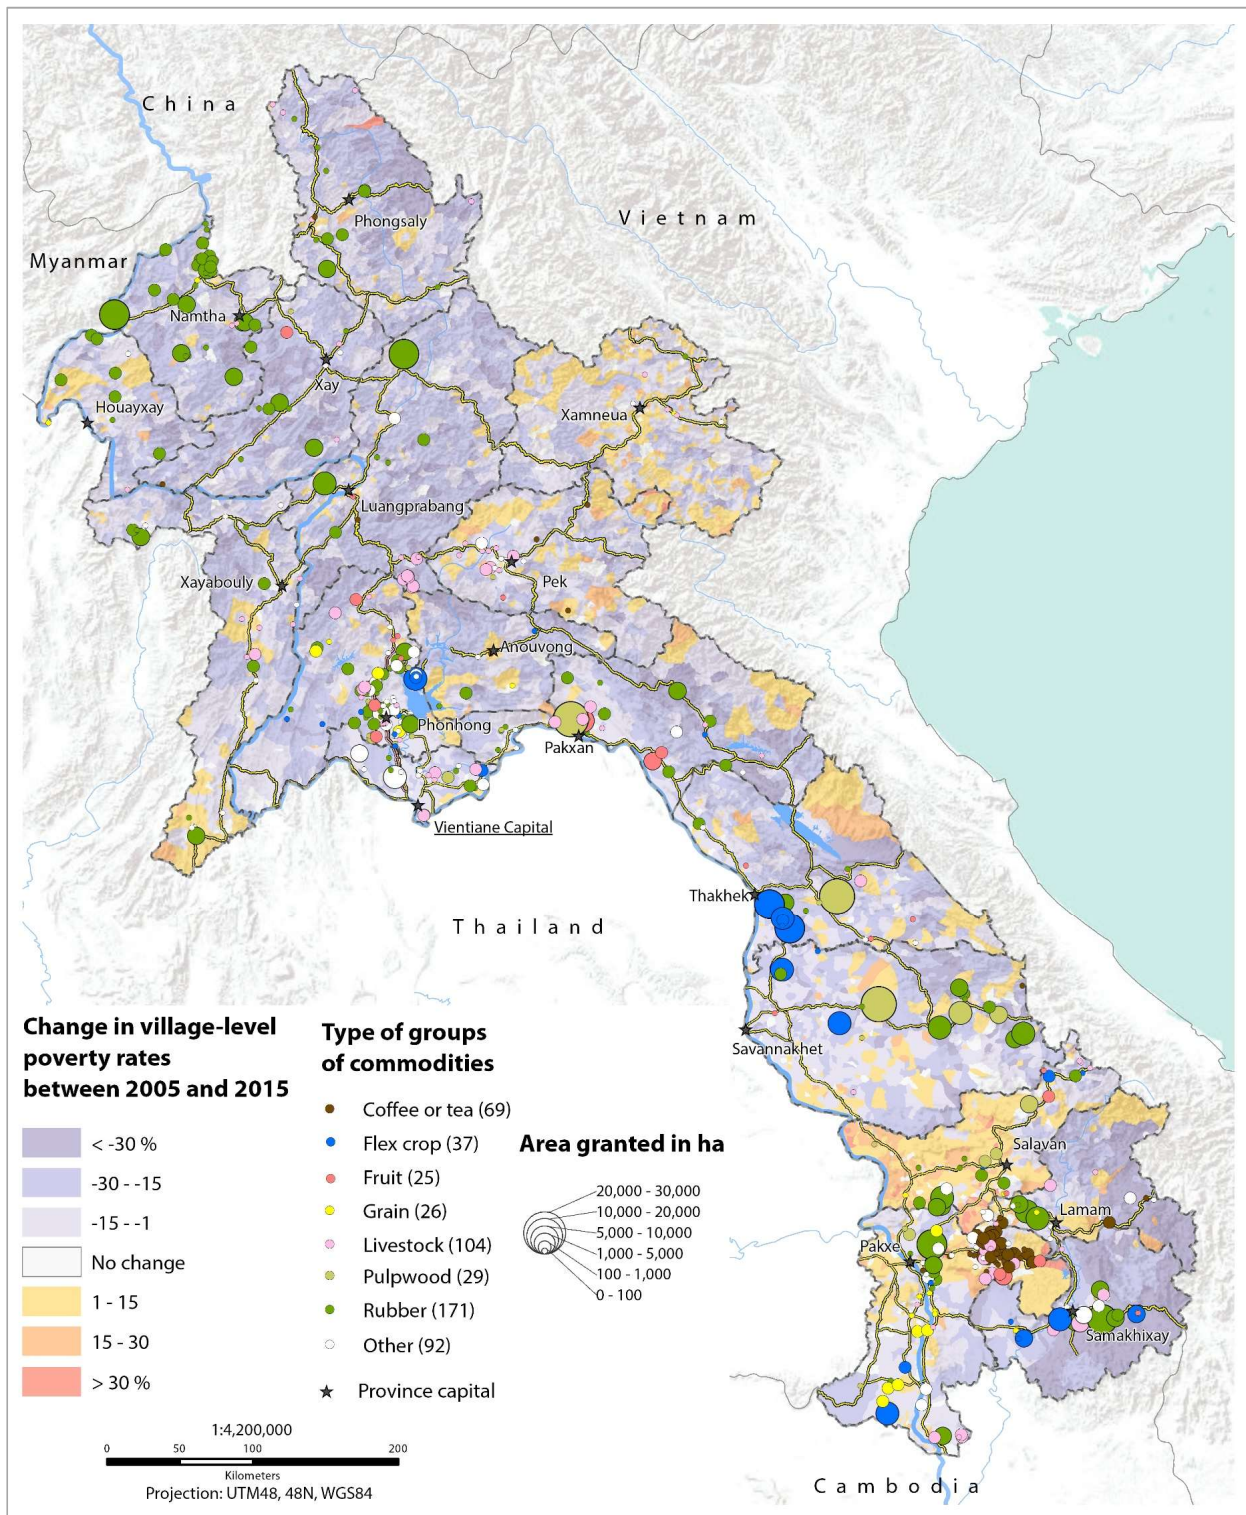 China
Vietnam
Phongsaly
Myanmar
Namtha
Xay
Houayxay
Xamneua
Luangprabang
Xayabouly
Pek
Anouvong
Phonhong
Pakxan
Vientiane Capital
Thakhek
Thailand
Savannakhet
Salavan
Lamam
Pakxe
Samakhixay
Cambodia
Change in village-level
poverty rates
between 2005 and 2015
< -30 %
-30 - -15
-15 - -1
No change
1 - 15
15 - 30
> 30 %
Type of groups
of commodities
Coffee or tea (69)
Flex crop (37)
Fruit (25)
Grain (26)
Livestock (104)
Pulpwood (29)
Rubber (171)
Other (92)
Province capital
Area granted in ha
20,000 - 30,000
10,000 - 20,000
5,000 - 10,000
1,000 - 5,000
100 - 1,000
0 - 100
1:4,200,000
0 50 100 200
Kilometers
Projection: UTM48, 48N, WGS84